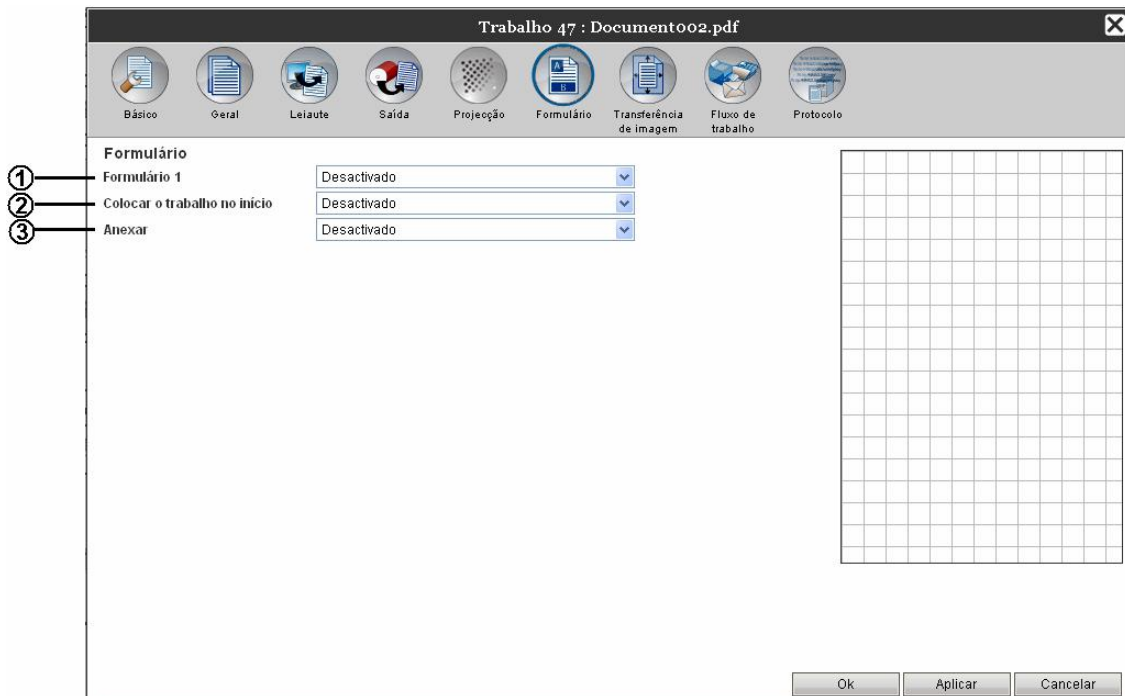 Trabalho 47 : Document002.pdf
Básico
Geral
Leiaute
Saída
Projecção
Formulário
Transferência
de imagem
Fluxo de
trabalho
Protocolo
Formulário
1 Formulário 1 Desactivado
2 Colocar o trabalho no início Desactivado
3 Anexar Desactivado
Ok Aplicar Cancelar